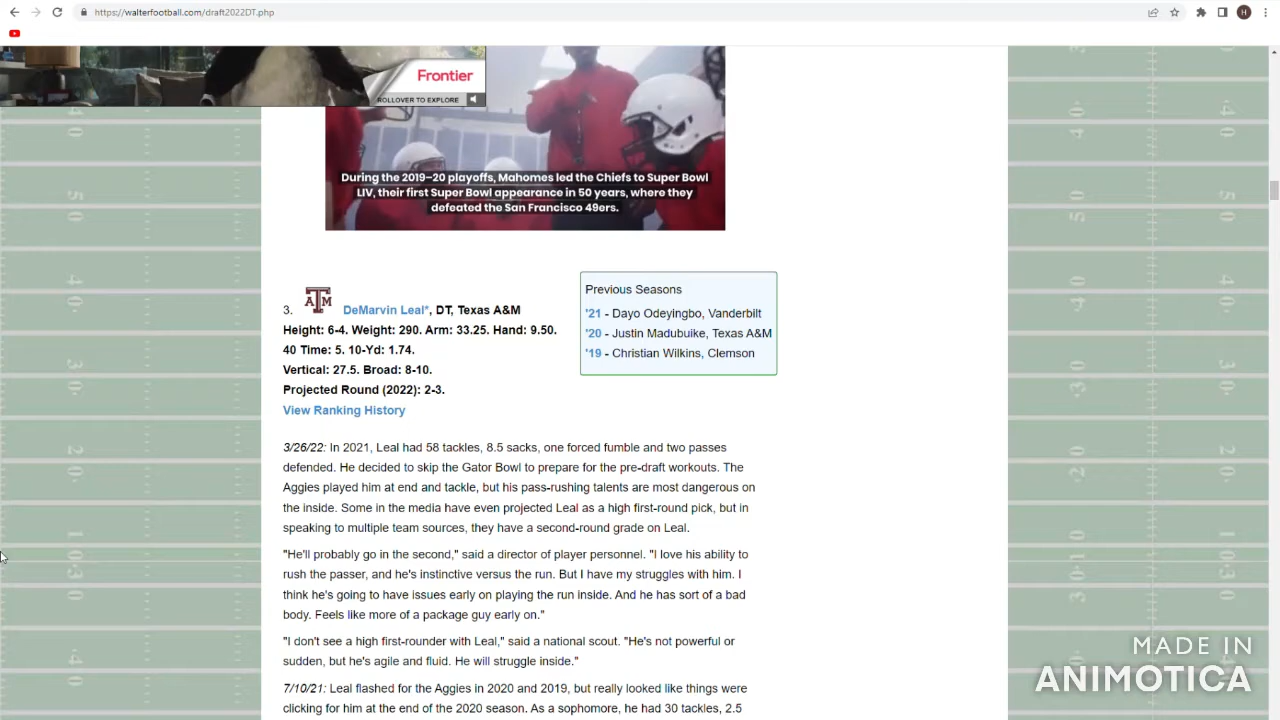 https://walterfootball.com/draft2022DT.php
H
Frontier
ROLLOVER TO EXPLORE
During the 2019–20 playoffs, Mahomes led the Chiefs to Super Bowl
LIV, their first Super Bowl appearance in 50 years, where they
defeated the San Francisco 49ers.
3. ATM DeMarvin Leal*, DT, Texas A&M
Height: 6-4. Weight: 290. Arm: 33.25. Hand: 9.50.
40 Time: 5. 10-Yd: 1.74.
Vertical: 27.5. Broad: 8-10.
Projected Round (2022): 2-3.
View Ranking History
Previous Seasons
'21 - Dayo Odeyingbo, Vanderbilt
'20 - Justin Madubuike, Texas A&M
'19 - Christian Wilkins, Clemson
3/26/22: In 2021, Leal had 58 tackles, 8.5 sacks, one forced fumble and two passes
defended. He decided to skip the Gator Bowl to prepare for the pre-draft workouts. The
Aggies played him at end and tackle, but his pass-rushing talents are most dangerous on
the inside. Some in the media have even projected Leal as a high first-round pick, but in
speaking to multiple team sources, they have a second-round grade on Leal.
"He'll probably go in the second," said a director of player personnel. "I love his ability to
rush the passer, and he's instinctive versus the run. But I have my struggles with him. I
think he's going to have issues early on playing the run inside. And he has sort of a bad
body. Feels like more of a package guy early on."
"I don't see a high first-rounder with Leal," said a national scout. "He's not powerful or
sudden, but he's agile and fluid. He will struggle inside."
7/10/21: Leal flashed for the Aggies in 2020 and 2019, but really looked like things were
clicking for him at the end of the 2020 season. As a sophomore, he had 30 tackles, 2.5
MADE IN
ANIMOTICA